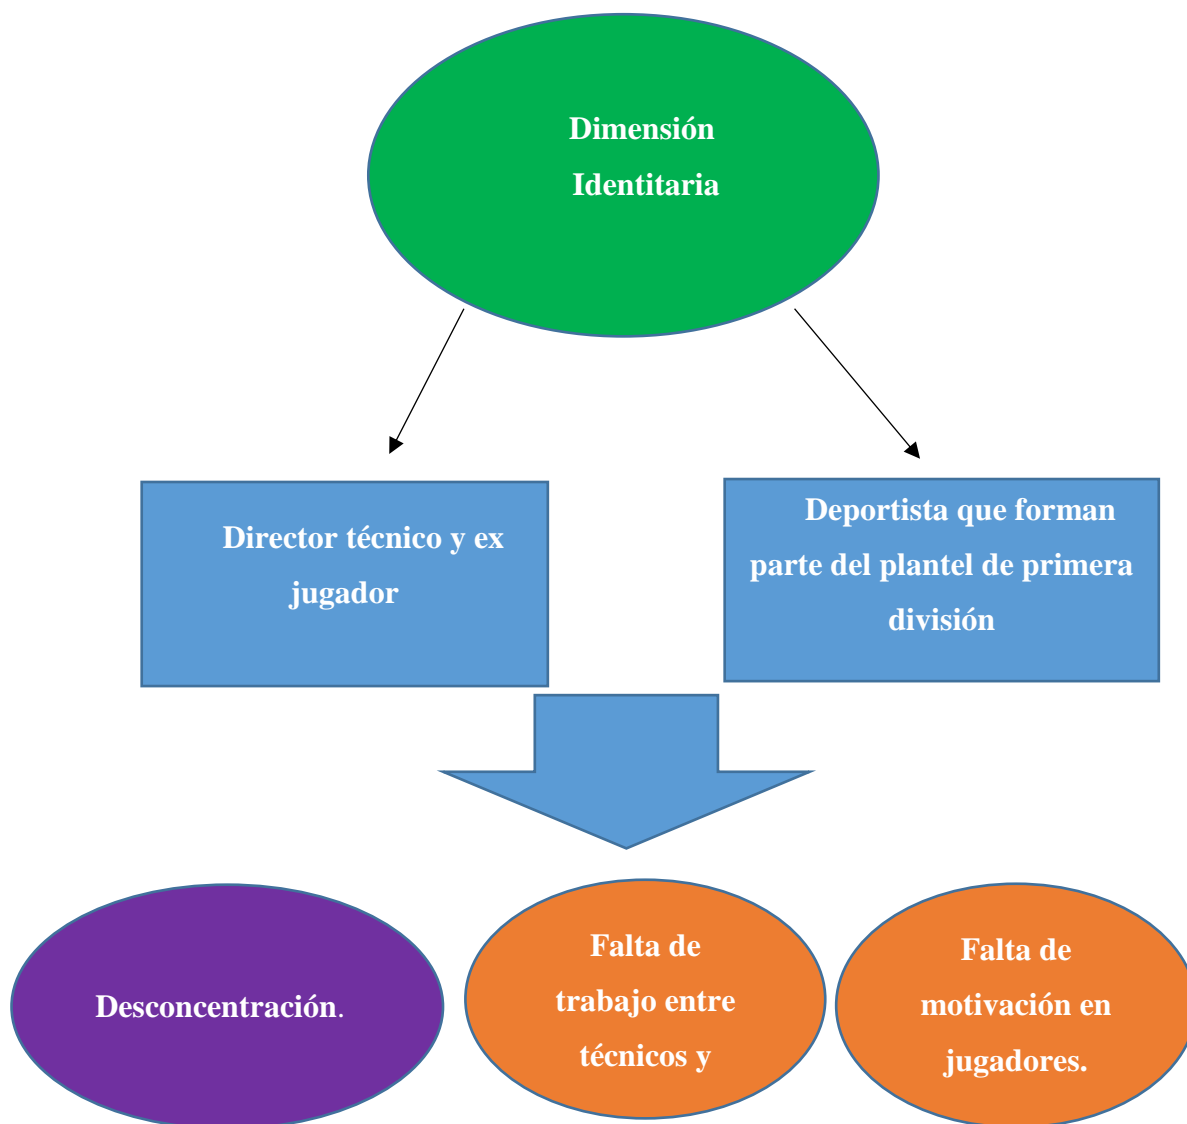 Dimensión
Identitaria
Director técnico y ex
jugador
Deportista que forman
parte del plantel de primera
división
Desconcentración.
Falta de
trabajo entre
técnicos y
Falta de
motivación en
jugadores.